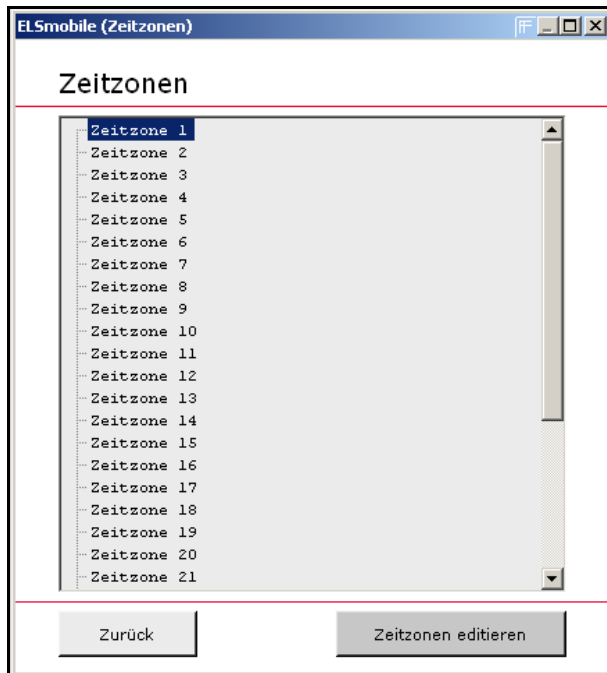 ELSmobile (Zeitzonen)
Zeitzonen
Zeitzone 1
Zeitzone 2
Zeitzone 3
Zeitzone 4
Zeitzone 5
Zeitzone 6
Zeitzone 7
Zeitzone 8
Zeitzone 9
Zeitzone 10
Zeitzone 11
Zeitzone 12
Zeitzone 13
Zeitzone 14
Zeitzone 15
Zeitzone 16
Zeitzone 17
Zeitzone 18
Zeitzone 19
Zeitzone 20
Zeitzone 21
Zurück Zeitzonen editieren